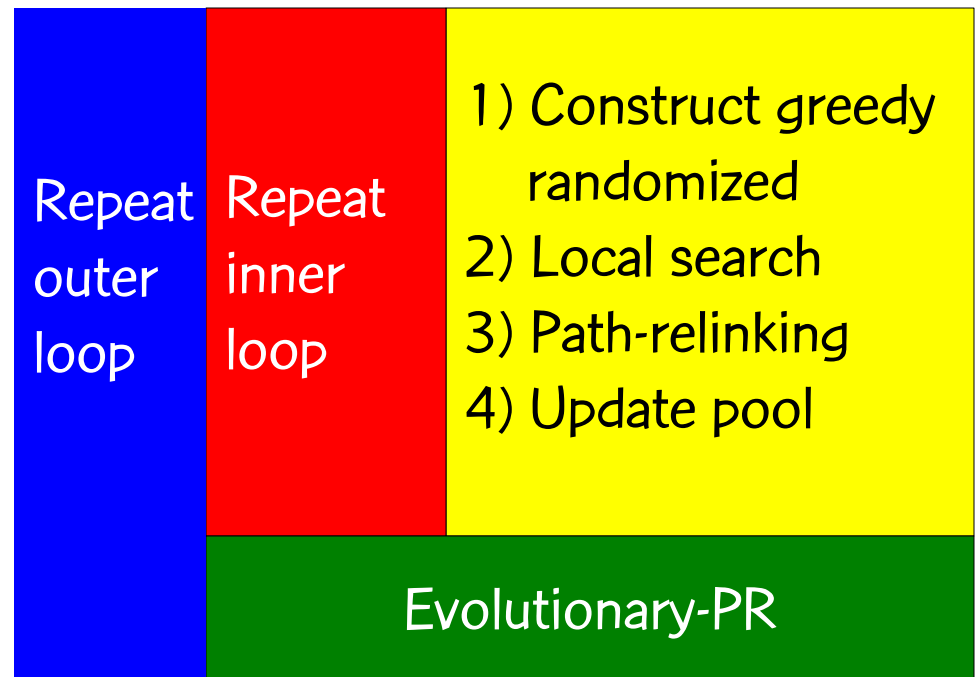 Repeat
outer
loop
Repeat
inner
loop
1) Construct greedy
randomized
2) Local search
3) Path-relinking
4) Update pool
Evolutionary-PR